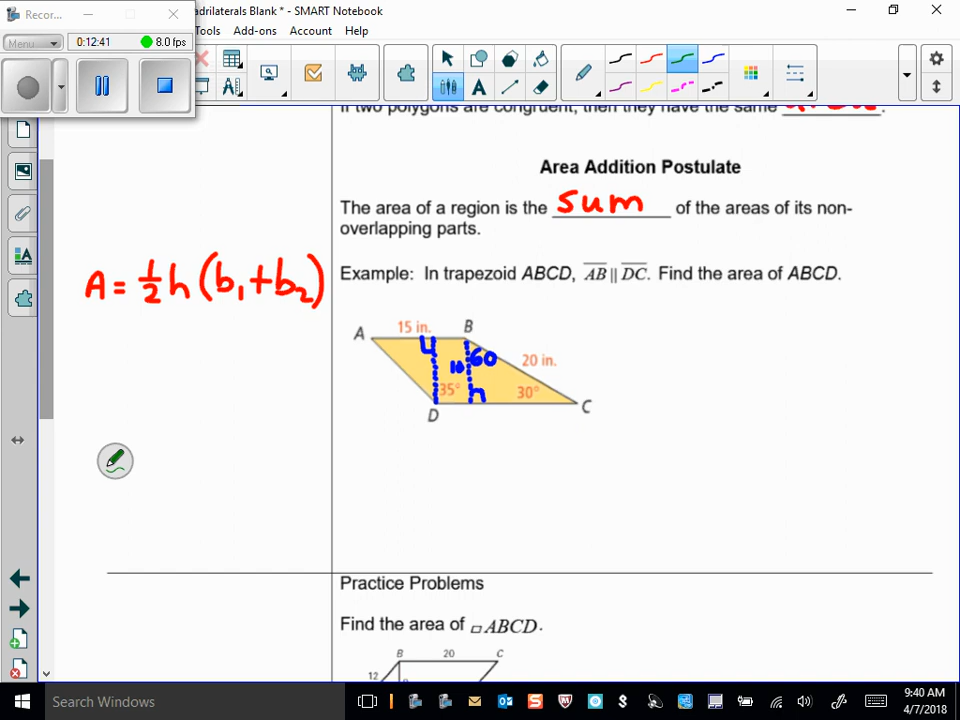 Recor...
adrilaterals Blank * - SMART Notebook
Menu
0:12:41
8.0 fps
Tools Add-ons Account Help
If two polygons are congruent, then they have the same area.
Area Addition Postulate
The area of a region is the sum of the areas of its non-
overlapping parts.
A = 1/2 h (b1 + b2)
Example: In trapezoid ABCD, AB || DC. Find the area of ABCD.
A 15 in. B
60
10
20 in.
35° 30°
D C
Practice Problems
Find the area of ▱ABCD.
B 20 C
12
Search Windows
9:40 AM
4/7/2018